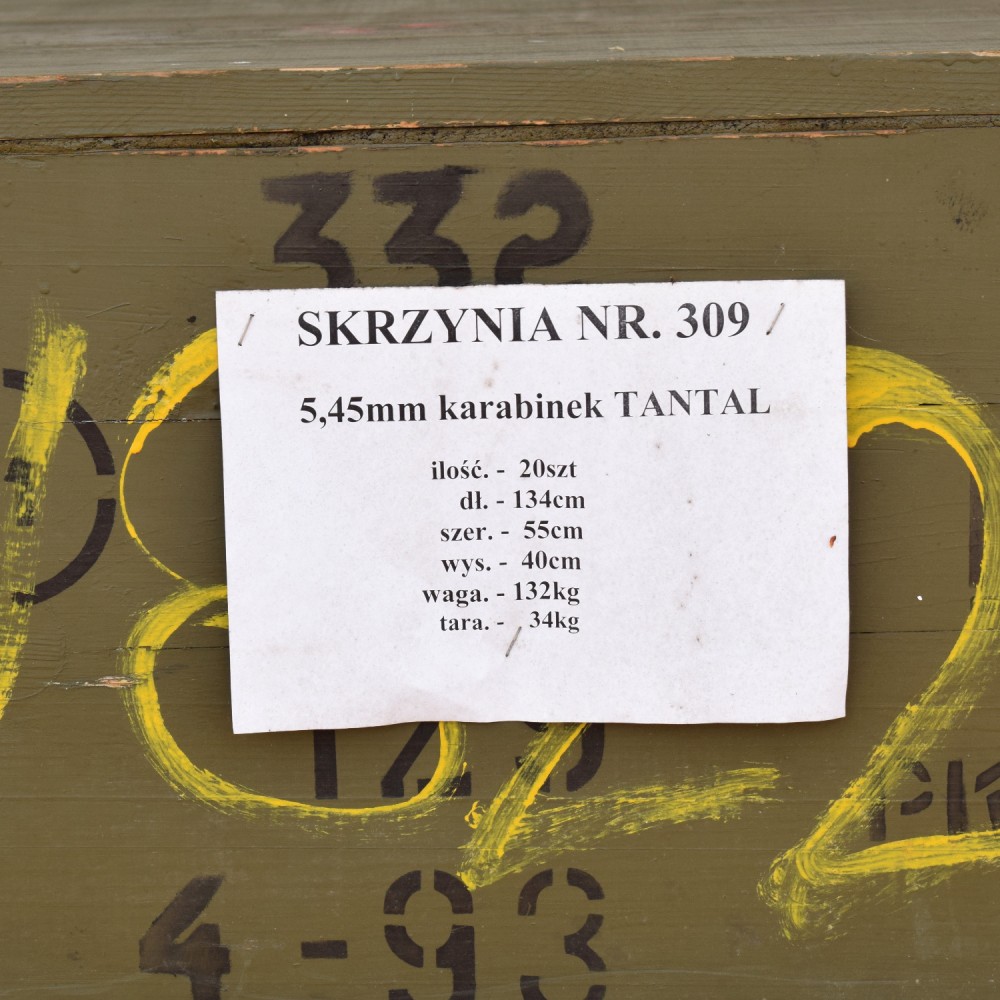 332
SKRZYNIA NR. 309
5,45mm karabinek TANTAL
ilość. - 20szt
dł. - 134cm
szer. - 55cm
wys. - 40cm
waga. - 132kg
tara. - 34kg
4-93